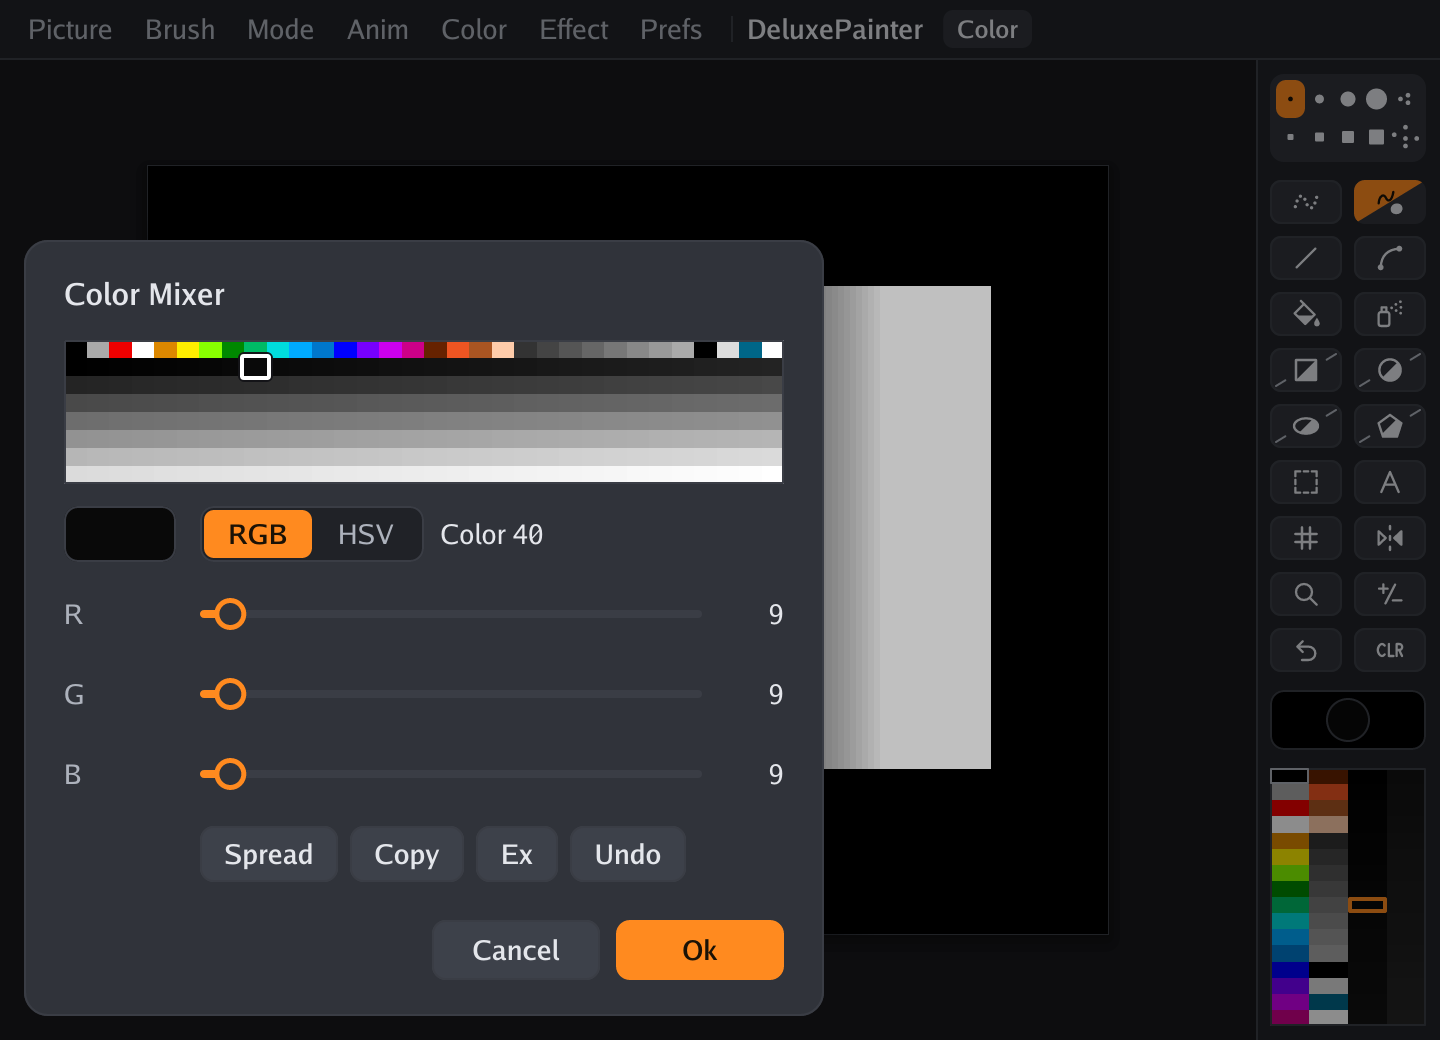 Picture Brush Mode Anim Color Effect Prefs DeluxePainter Color
Color Mixer
RGB HSV Color 40
R 9
G 9
B 9
Spread Copy Ex Undo
Cancel Ok
A
CLR